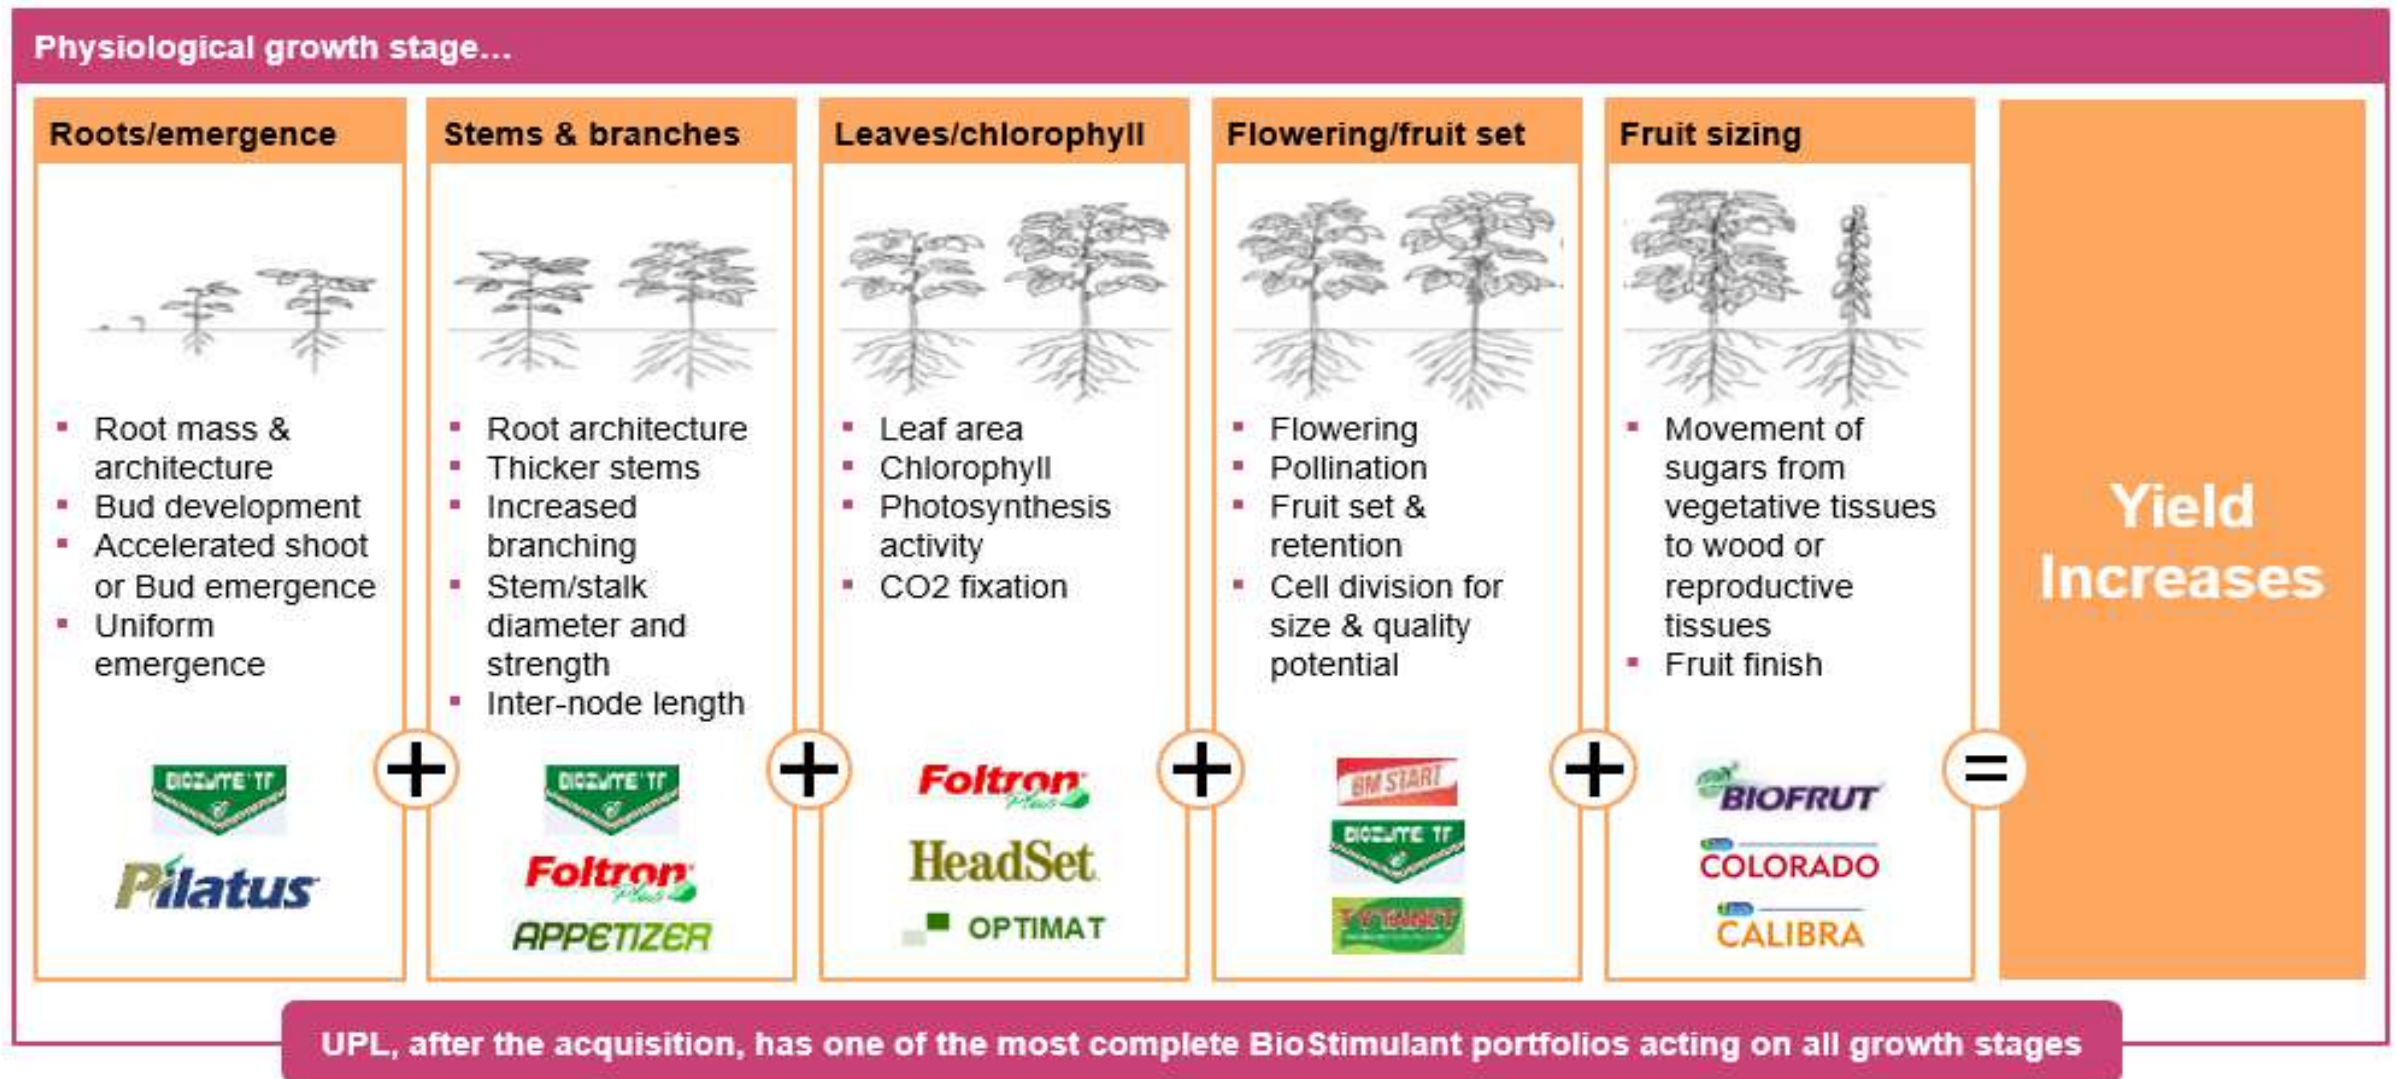 Physiological growth stage...
Roots/emergence
Root mass &
architecture
Bud development
Accelerated shoot
or Bud emergence
Uniform
emergence
BIOZYME TF
Pilatus
+
Stems & branches
Root architecture
Thicker stems
Increased
branching
Stem/stalk
diameter and
strength
Inter-node length
BIOZYME TF
Foltron
Plus
APPETIZER
+
Leaves/chlorophyll
Leaf area
Chlorophyll
Photosynthesis
activity
CO2 fixation
Foltron
Plus
HeadSet
OPTIMAT
+
Flowering/fruit set
Flowering
Pollination
Fruit set &
retention
Cell division for
size & quality
potential
BM START
BIOZYME TF
+
Fruit sizing
Movement of
sugars from
vegetative tissues
to wood or
reproductive
tissues
Fruit finish
BIOFRUT
COLORADO
CALIBRA
=
Yield
Increases
UPL, after the acquisition, has one of the most complete BioStimulant portfolios acting on all growth stages